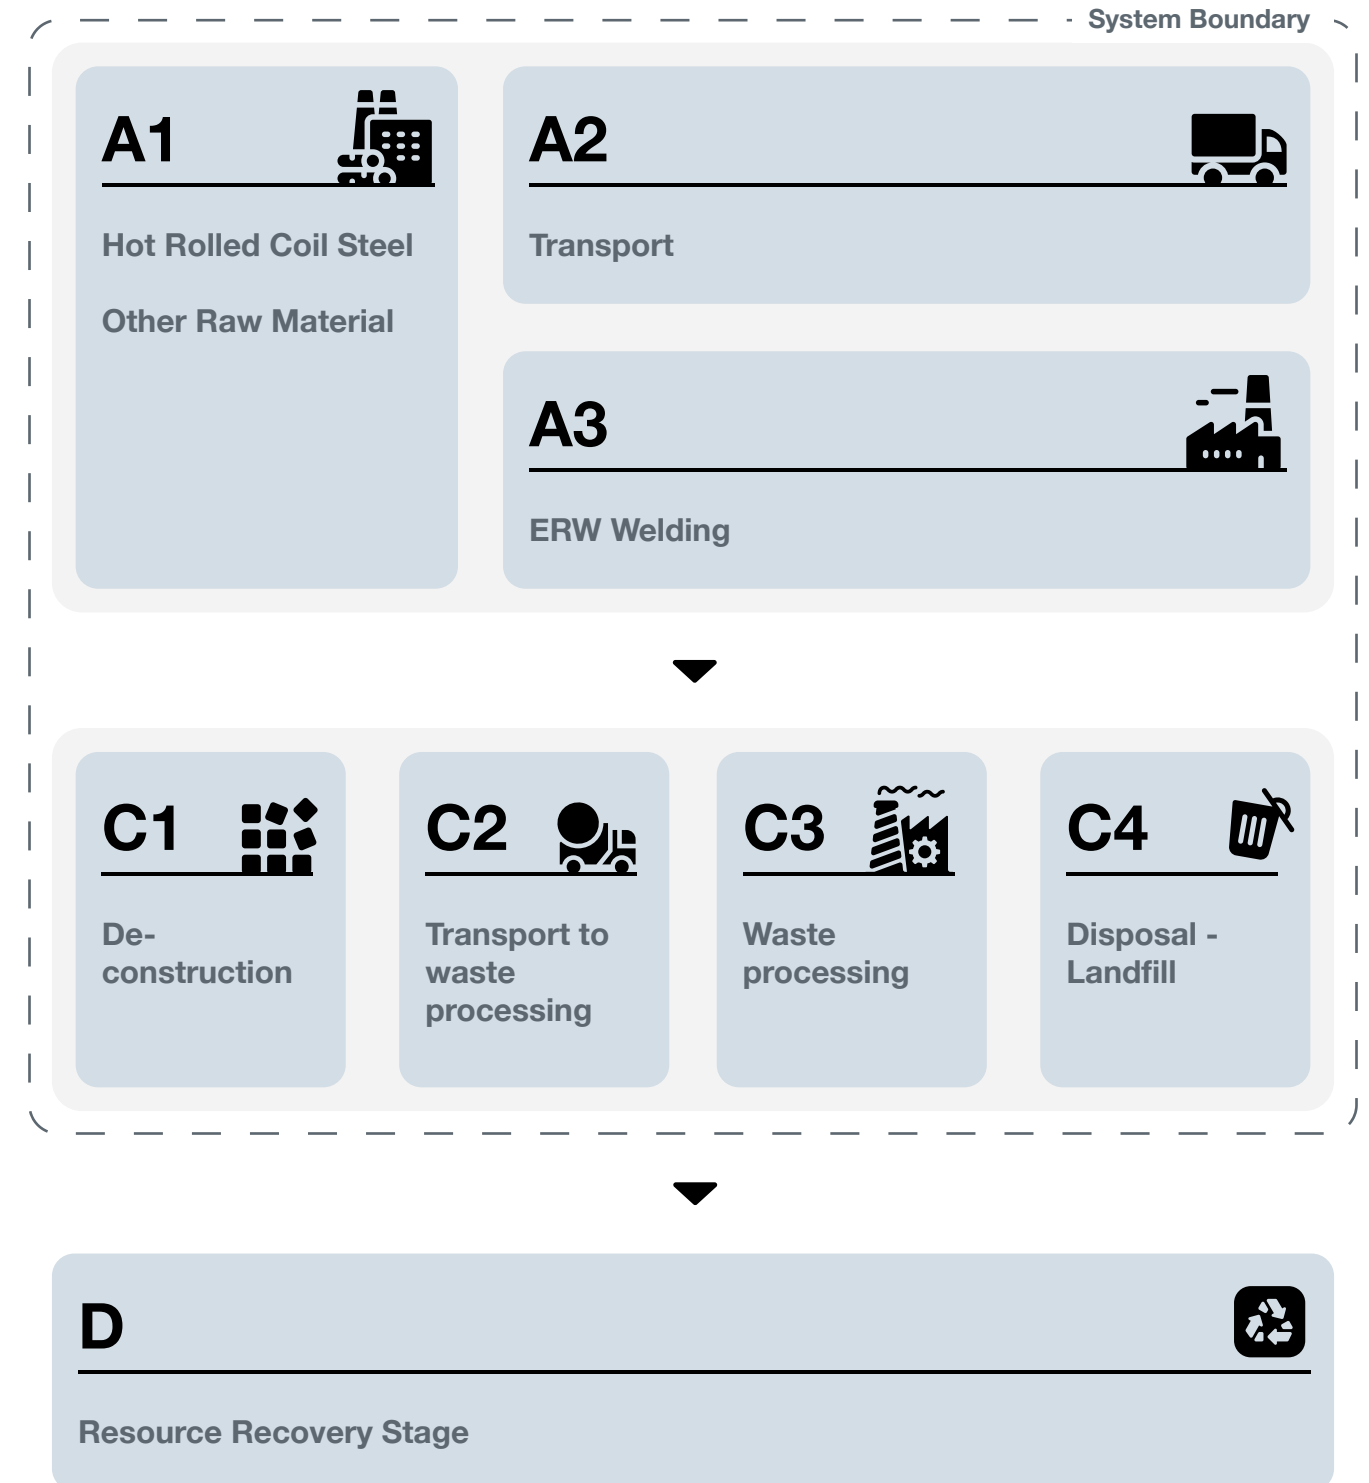 System Boundary
A1
Hot Rolled Coil Steel
Other Raw Material
A2
Transport
A3
ERW Welding
C1
De-
construction
C2
Transport to
waste
processing
C3
Waste
processing
C4
Disposal -
Landfill
D
Resource Recovery Stage